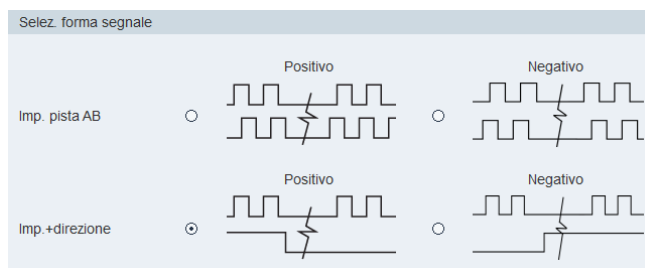 Selez. forma segnale
Positivo Negativo
Imp. pista AB
Positivo Negativo
Imp.+direzione